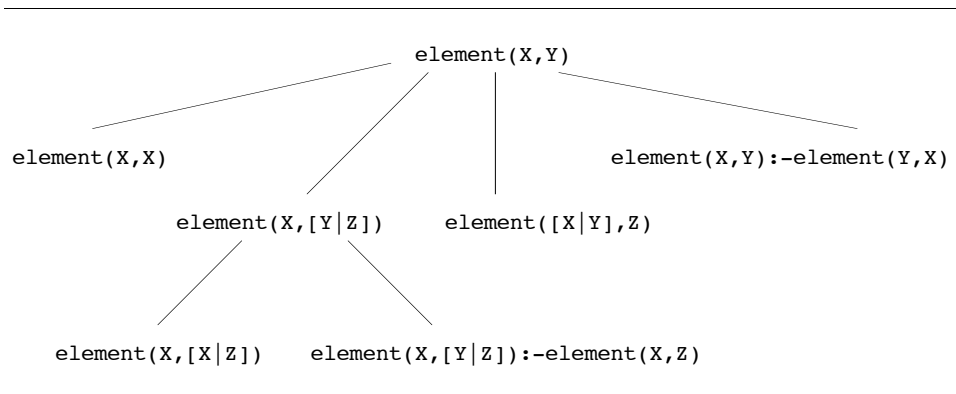 element(X,Y)
element(X,X)
element(X,Y):-element(Y,X)
element(X,[Y|Z])
element([X|Y],Z)
element(X,[X|Z])
element(X,[Y|Z]):-element(X,Z)